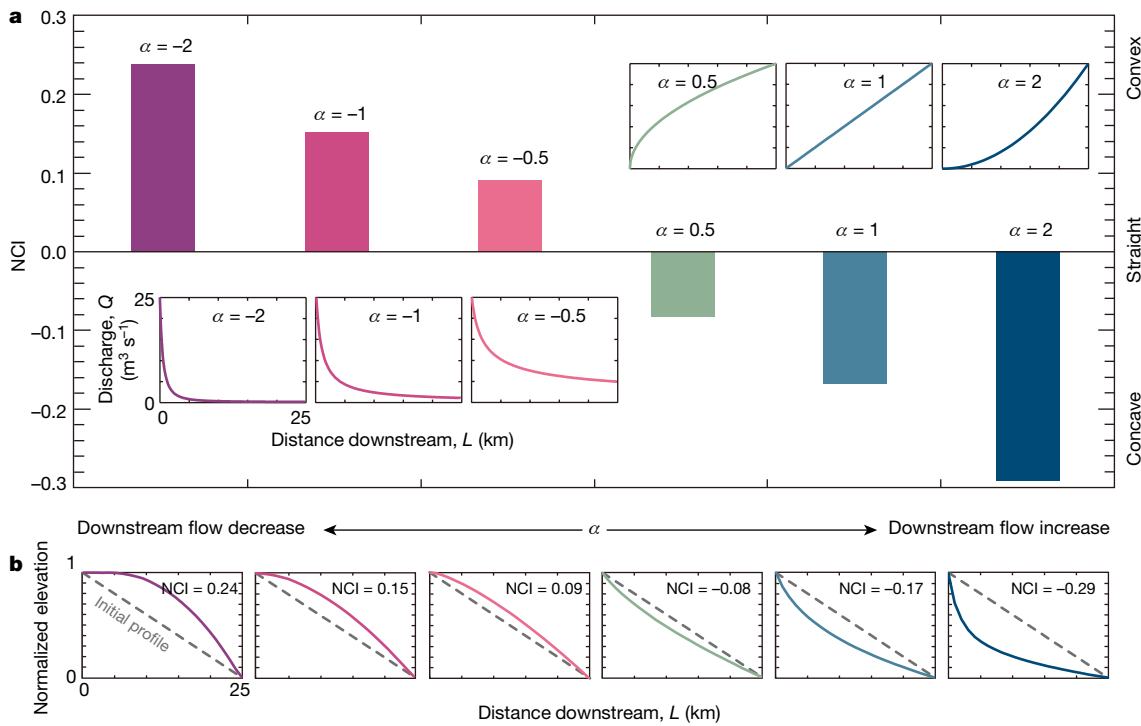 a
0.3
0.2
0.1
0.0
−0.1
−0.2
−0.3
NCI
Convex
Straight
Concave
α = −2
α = −1
α = −0.5
α = 0.5
α = 1
α = 2
α = 0.5
α = 1
α = 2
Discharge, Q
(m³ s⁻¹)
25
0
α = −2
α = −1
α = −0.5
0
25
Distance downstream, L (km)
Downstream flow decrease
α
Downstream flow increase
b
Normalized elevation
1
0
Initial profile
NCI = 0.24
NCI = 0.15
NCI = 0.09
NCI = −0.08
NCI = −0.17
NCI = −0.29
0
25
Distance downstream, L (km)